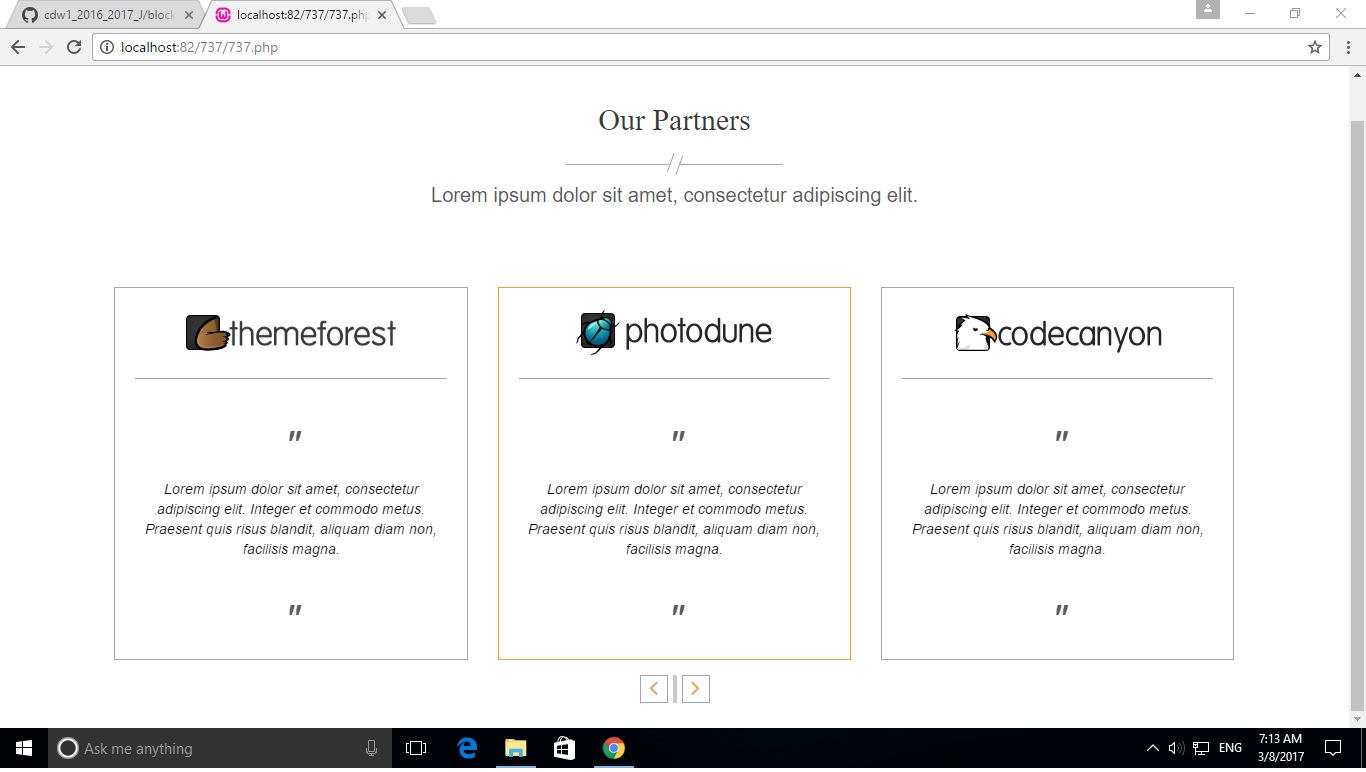 cdw1_2016_2017_J/block
localhost:82/737/737.php
localhost:82/737/737.php
Our Partners
Lorem ipsum dolor sit amet, consectetur adipiscing elit.
themeforest
"
Lorem ipsum dolor sit amet, consectetur
adipiscing elit. Integer et commodo metus.
Praesent quis risus blandit, aliquam diam non,
facilisis magna.
"
photodune
"
Lorem ipsum dolor sit amet, consectetur
adipiscing elit. Integer et commodo metus.
Praesent quis risus blandit, aliquam diam non,
facilisis magna.
"
codecanyon
"
Lorem ipsum dolor sit amet, consectetur
adipiscing elit. Integer et commodo metus.
Praesent quis risus blandit, aliquam diam non,
facilisis magna.
"
Ask me anything
ENG
7:13 AM
3/8/2017